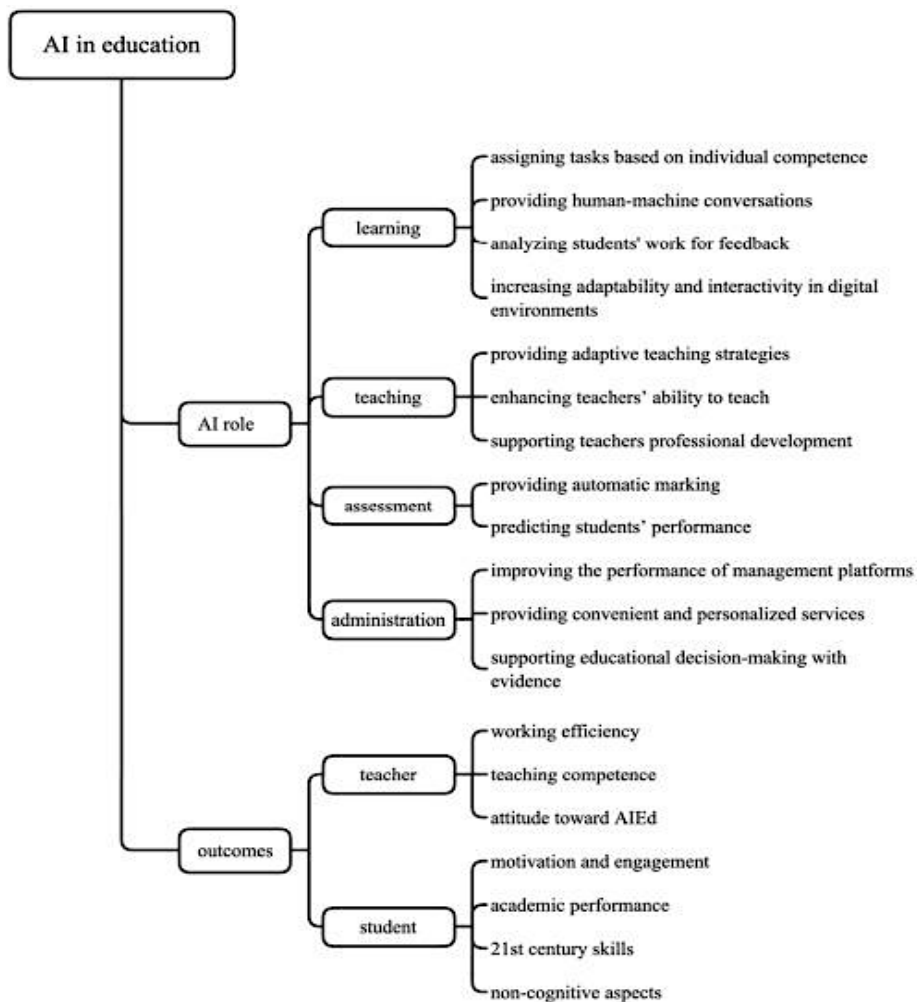 AI in education
assigning tasks based on individual competence
providing human-machine conversations
learning
analyzing students' work for feedback
increasing adaptability and interactivity in digital
environments
providing adaptive teaching strategies
teaching
enhancing teachers’ ability to teach
AI role
supporting teachers professional development
providing automatic marking
assessment
predicting students’ performance
improving the performance of management platforms
administration
providing convenient and personalized services
supporting educational decision-making with
evidence
working efficiency
teacher
teaching competence
attitude toward AIEd
outcomes
motivation and engagement
academic performance
student
21st century skills
non-cognitive aspects